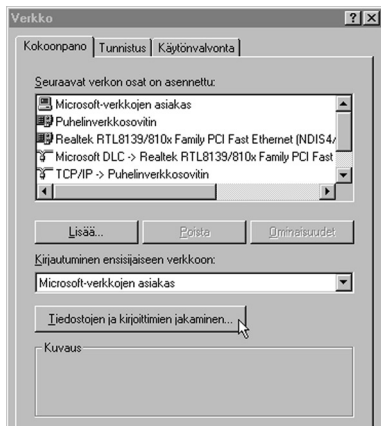 Verkko
Kokoonpano Tunnistus Käytönvalvonta
Seuraavat verkon osat on asennettu:
Microsoft-verkkojen asiakas
Puhelinverkkosovitin
Realtek RTL8139/810x Family PCI Fast Ethernet (NDIS4/
Microsoft DLC -> Realtek RTL8139/810x Family PCI Fast
TCP/IP -> Puhelinverkkosovitin
Lisää... Poista Ominaisuudet
Kirjautuminen ensisijaiseen verkkoon:
Microsoft-verkkojen asiakas
Tiedostojen ja kirjoittimien jakaminen...
Kuvaus